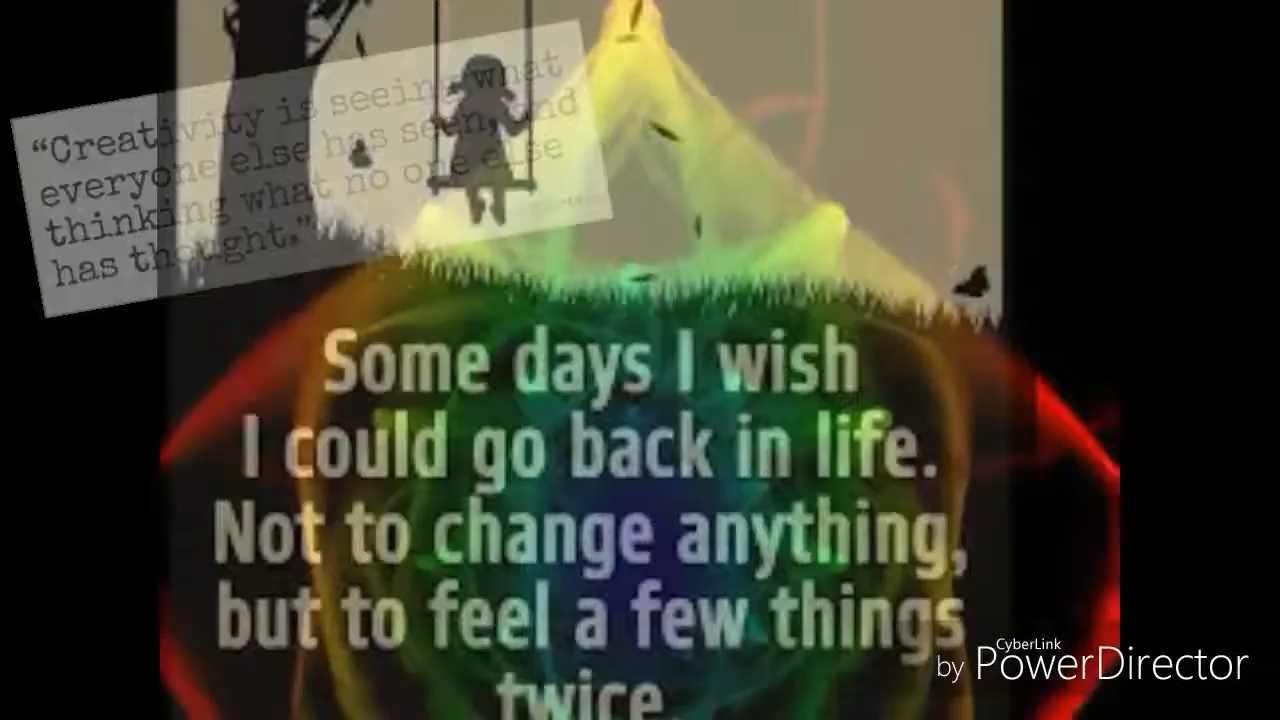 “Creativity is seeing what
everyone else has seen, and
thinking what no one else
has thought.”
Some days I wish
I could go back in life.
Not to change anything,
but to feel a few things
twice.
CyberLink
by PowerDirector